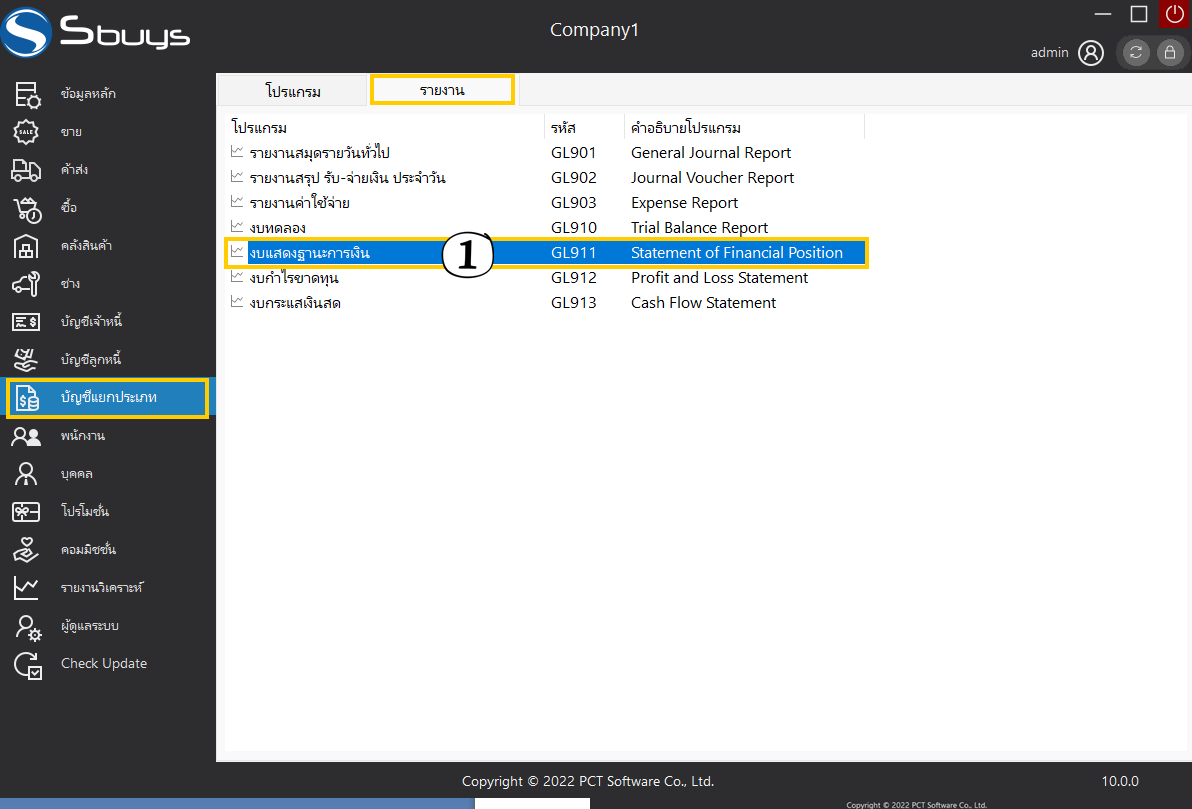 Sbuys
Company1
admin
ข้อมูลหลัก
ขาย
SALE
ค้าส่ง
ซื้อ
คลังสินค้า
ช่าง
บัญชีเจ้าหนี้
บัญชีลูกหนี้
บัญชีแยกประเภท
พนักงาน
บุคคล
โปรโมชั่น
คอมมิชชั่น
รายงานวิเคราะห์
ผู้ดูแลระบบ
Check Update
โปรแกรม รายงาน
โปรแกรม รหัส คำอธิบายโปรแกรม
รายงานสมุดรายวันทั่วไป GL901 General Journal Report
รายงานสรุป รับ-จ่ายเงิน ประจำวัน GL902 Journal Voucher Report
รายงานค่าใช้จ่าย GL903 Expense Report
งบทดลอง GL910 Trial Balance Report
งบแสดงฐานะการเงิน 1 GL911 Statement of Financial Position
งบกำไรขาดทุน GL912 Profit and Loss Statement
งบกระแสเงินสด GL913 Cash Flow Statement
Copyright © 2022 PCT Software Co., Ltd.
10.0.0
Copyright © 2022 PCT Software Co., Ltd.